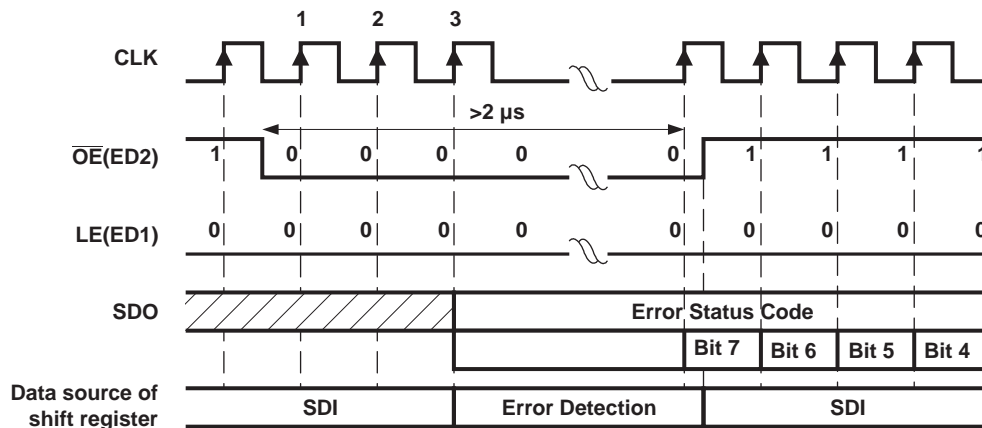 1 2 3
CLK
>2 µs
OE(ED2) 1 0 0 0 0 0 1 1 1 1
LE(ED1) 0 0 0 0 0 0 0 0 0 0
SDO Error Status Code
Bit 7 Bit 6 Bit 5 Bit 4
Data source of
shift register SDI Error Detection SDI